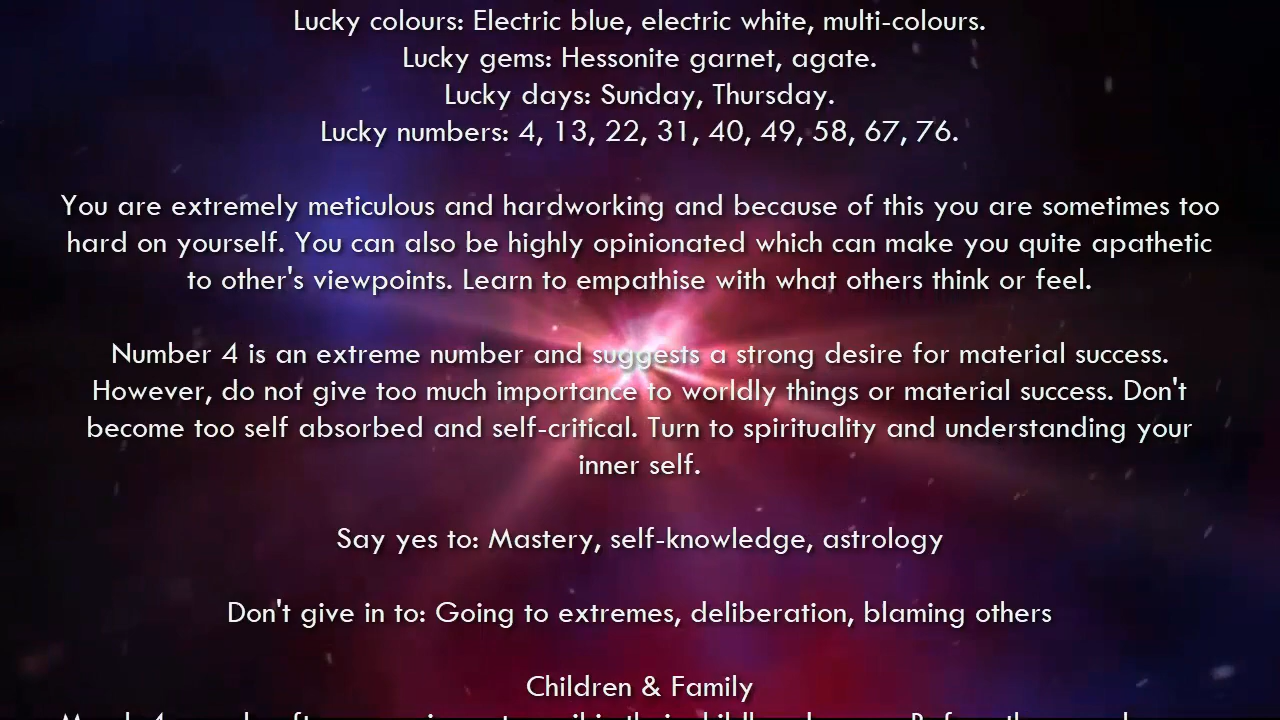 Lucky colours: Electric blue, electric white, multi-colours.
Lucky gems: Hessonite garnet, agate.
Lucky days: Sunday, Thursday.
Lucky numbers: 4, 13, 22, 31, 40, 49, 58, 67, 76.
You are extremely meticulous and hardworking and because of this you are sometimes too
hard on yourself. You can also be highly opinionated which can make you quite apathetic
to other's viewpoints. Learn to empathise with what others think or feel.
Number 4 is an extreme number and suggests a strong desire for material success.
However, do not give too much importance to worldly things or material success. Don't
become too self absorbed and self-critical. Turn to spirituality and understanding your
inner self.
Say yes to: Mastery, self-knowledge, astrology
Don't give in to: Going to extremes, deliberation, blaming others
Children & Family